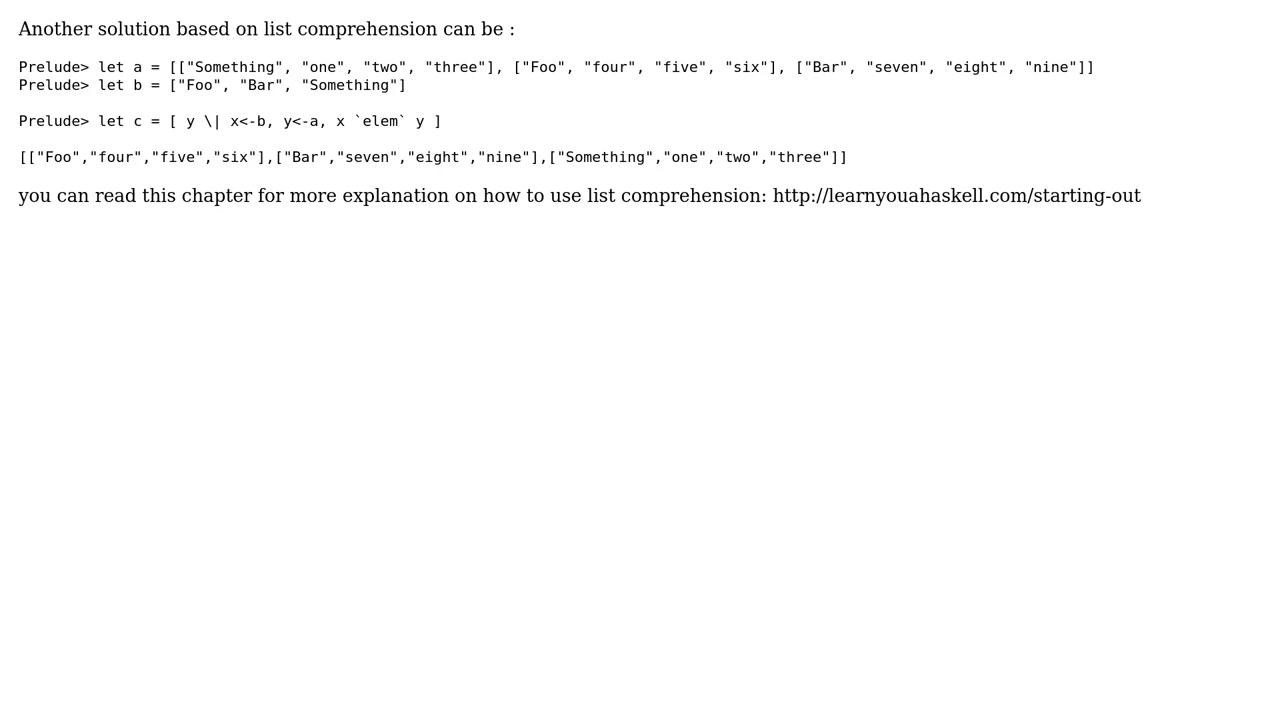 Another solution based on list comprehension can be :
Prelude> let a = [["Something", "one", "two", "three"], ["Foo", "four", "five", "six"], ["Bar", "seven", "eight", "nine"]]
Prelude> let b = ["Foo", "Bar", "Something"]
Prelude> let c = [ y \| x<-b, y<-a, x `elem` y ]
[["Foo","four","five","six"],["Bar","seven","eight","nine"],["Something","one","two","three"]]
you can read this chapter for more explanation on how to use list comprehension: http://learnyouahaskell.com/starting-out